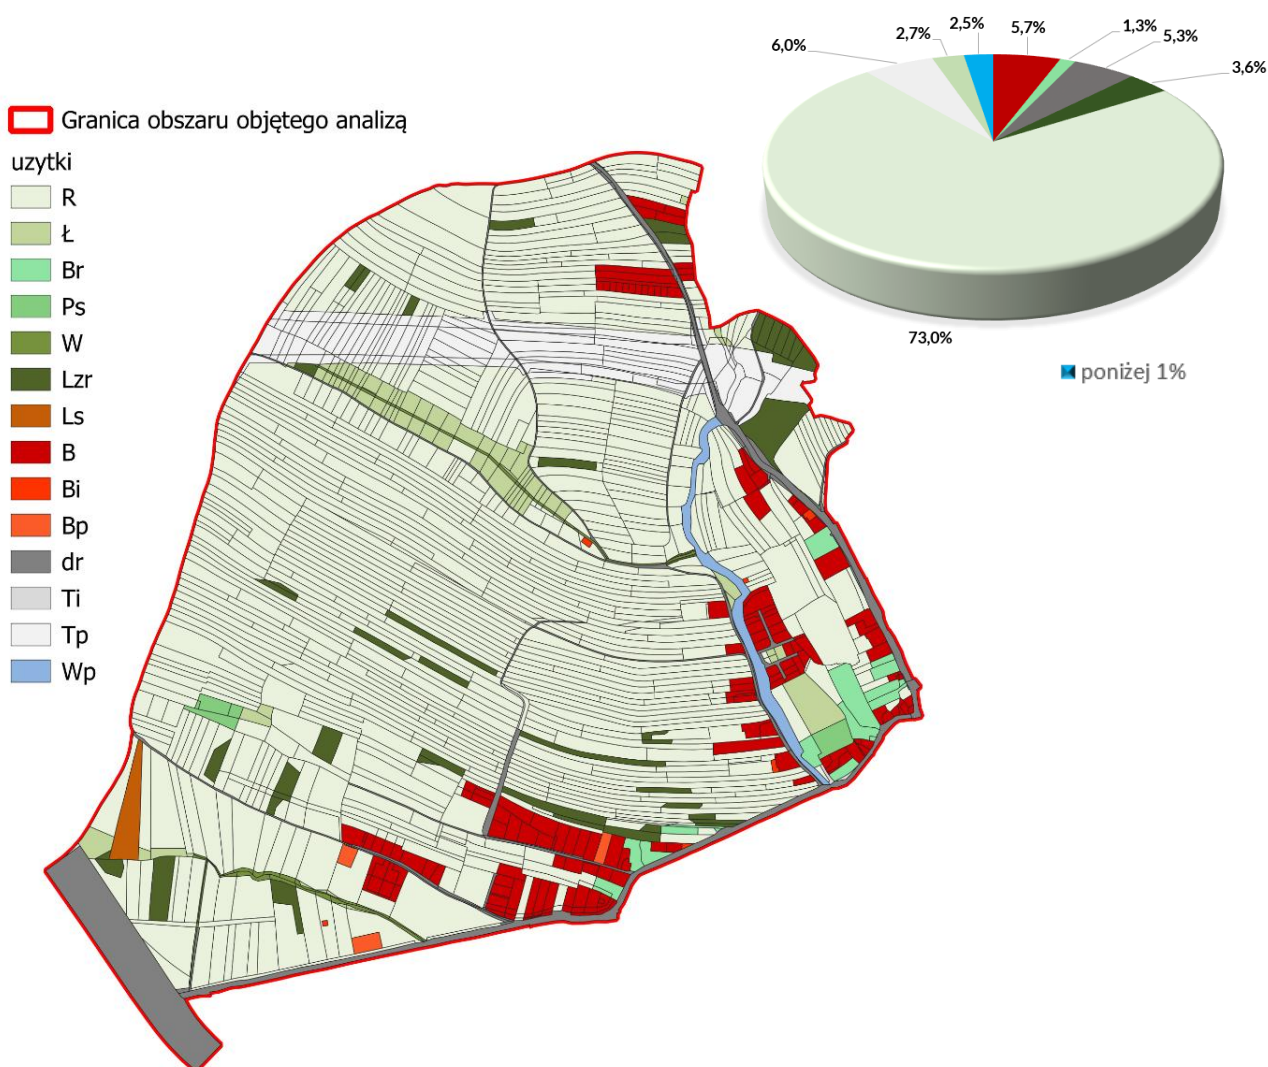 2,5%
5,7%
1,3%
2,7%
5,3%
6,0%
3,6%
73,0%
poniżej 1%
Granica obszaru objętego analizą
uzytki
R
Ł
Br
Ps
W
Lzr
Ls
B
Bi
Bp
dr
Ti
Tp
Wp